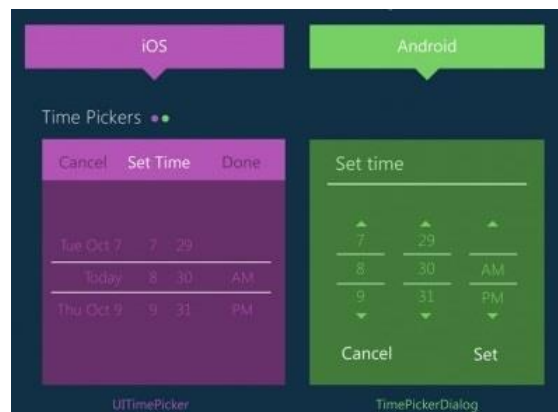 iOS
Android
Time Pickers
Cancel Set Time Done
Tue Oct 7 7 29
Today 8 30 AM
Thu Oct 9 9 31 PM
UITimePicker
Set time
7 29
8 30 AM
9 31 PM
Cancel Set
TimePickerDialog